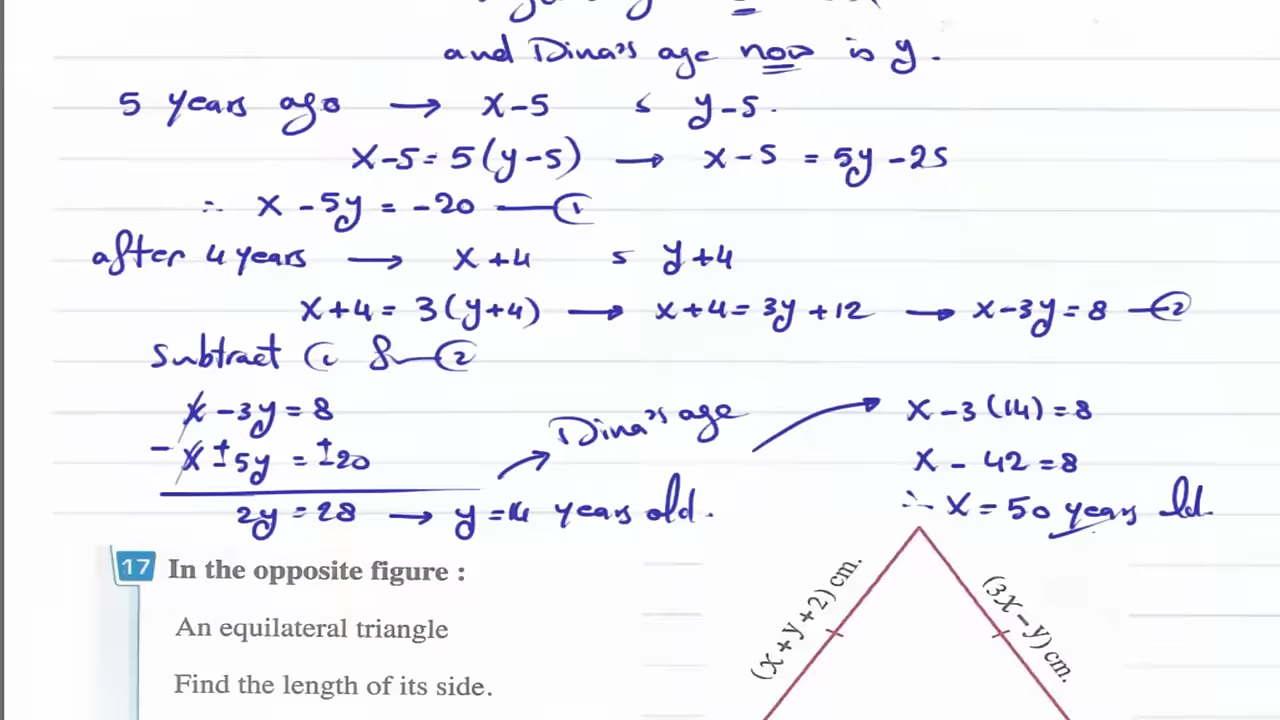 and Dina's age now is y.
5 years ago → x-5 , y-5.
x-5 = 5(y-5) → x-5 = 5y-25
∴ x-5y = -20 —①
after 4 years → x+4 , y+4
x+4 = 3(y+4) → x+4 = 3y+12 → x-3y = 8 —②
Subtract ① & ②
x-3y = 8
- x ± 5y = ± 20
2y = 28 → y = 14 years old.
Dina's age
x-3(14) = 8
x - 42 = 8
∴ x = 50 years old.
17 In the opposite figure :
An equilateral triangle
Find the length of its side.
(x + y + 2) cm.
(3x - y) cm.